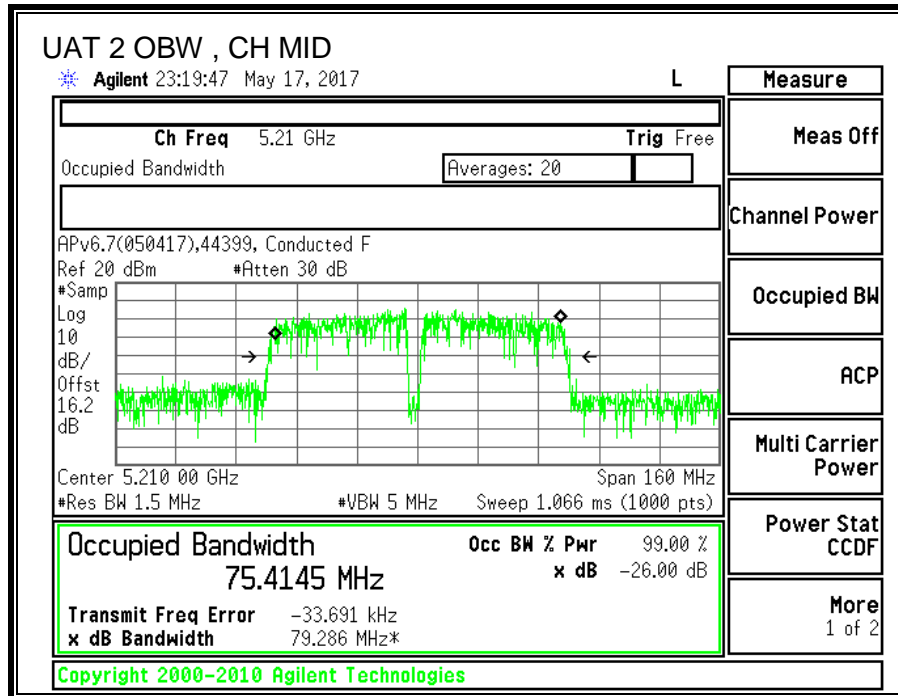 UAT 2 OBW , CH MID
Agilent 23:19:47 May 17, 2017 L
Measure
Ch Freq 5.21 GHz Trig Free
Meas Off
Occupied Bandwidth Averages: 20
Channel Power
APv6.7(050417),44399, Conducted F
Ref 20 dBm #Atten 30 dB
Occupied BW
#Samp
Log
10
dB/
Offst
16.2
dB
ACP
Multi Carrier
Power
Center 5.210 00 GHz Span 160 MHz
#Res BW 1.5 MHz #VBW 5 MHz Sweep 1.066 ms (1000 pts)
Power Stat
CCDF
Occupied Bandwidth Occ BW % Pwr 99.00 %
75.4145 MHz x dB -26.00 dB
Transmit Freq Error -33.691 kHz
x dB Bandwidth 79.286 MHz*
More
1 of 2
Copyright 2000-2010 Agilent Technologies